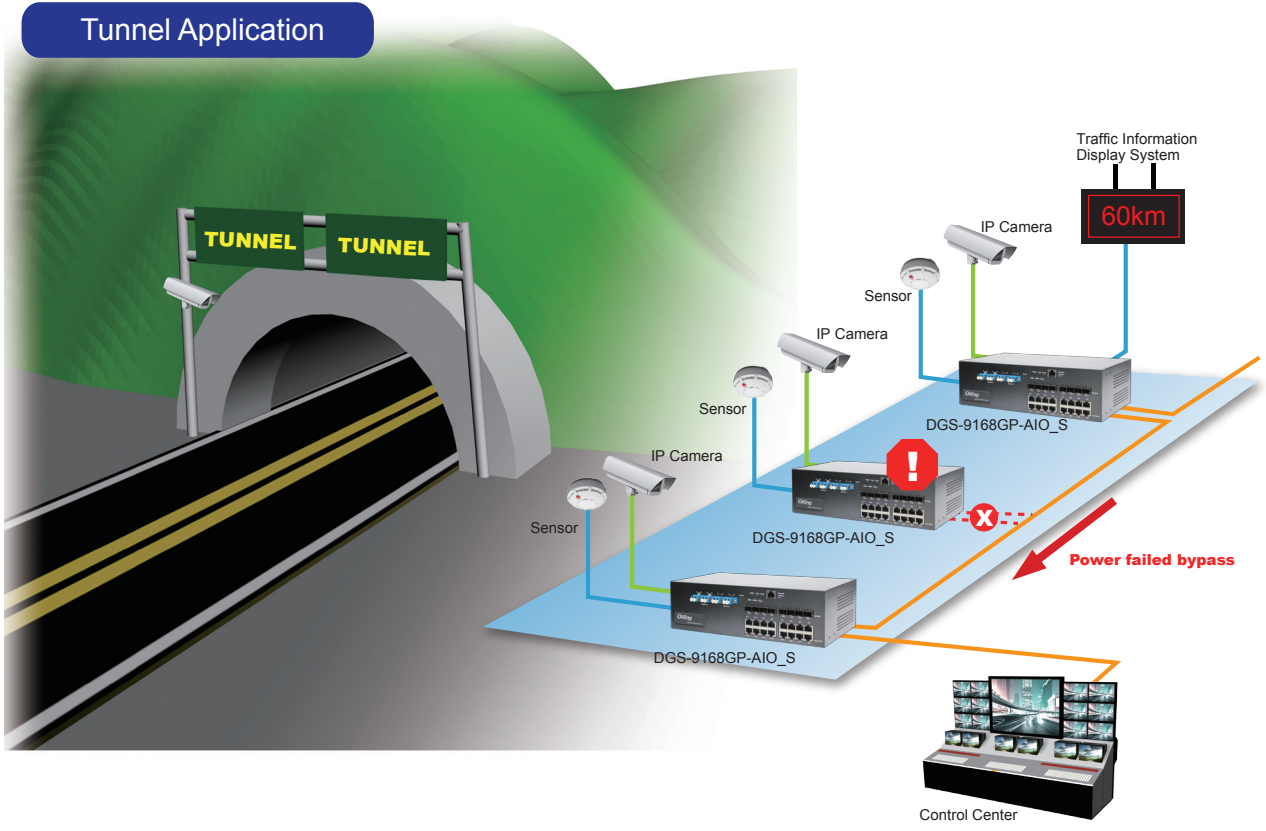 Tunnel Application
TUNNEL
TUNNEL
Traffic Information
Display System
60km
IP Camera
Sensor
DGS-9168GP-AIO_S
IP Camera
Sensor
!
DGS-9168GP-AIO_S
X
Power failed bypass
IP Camera
Sensor
ORing
DGS-9168GP-AIO_S
Control Center